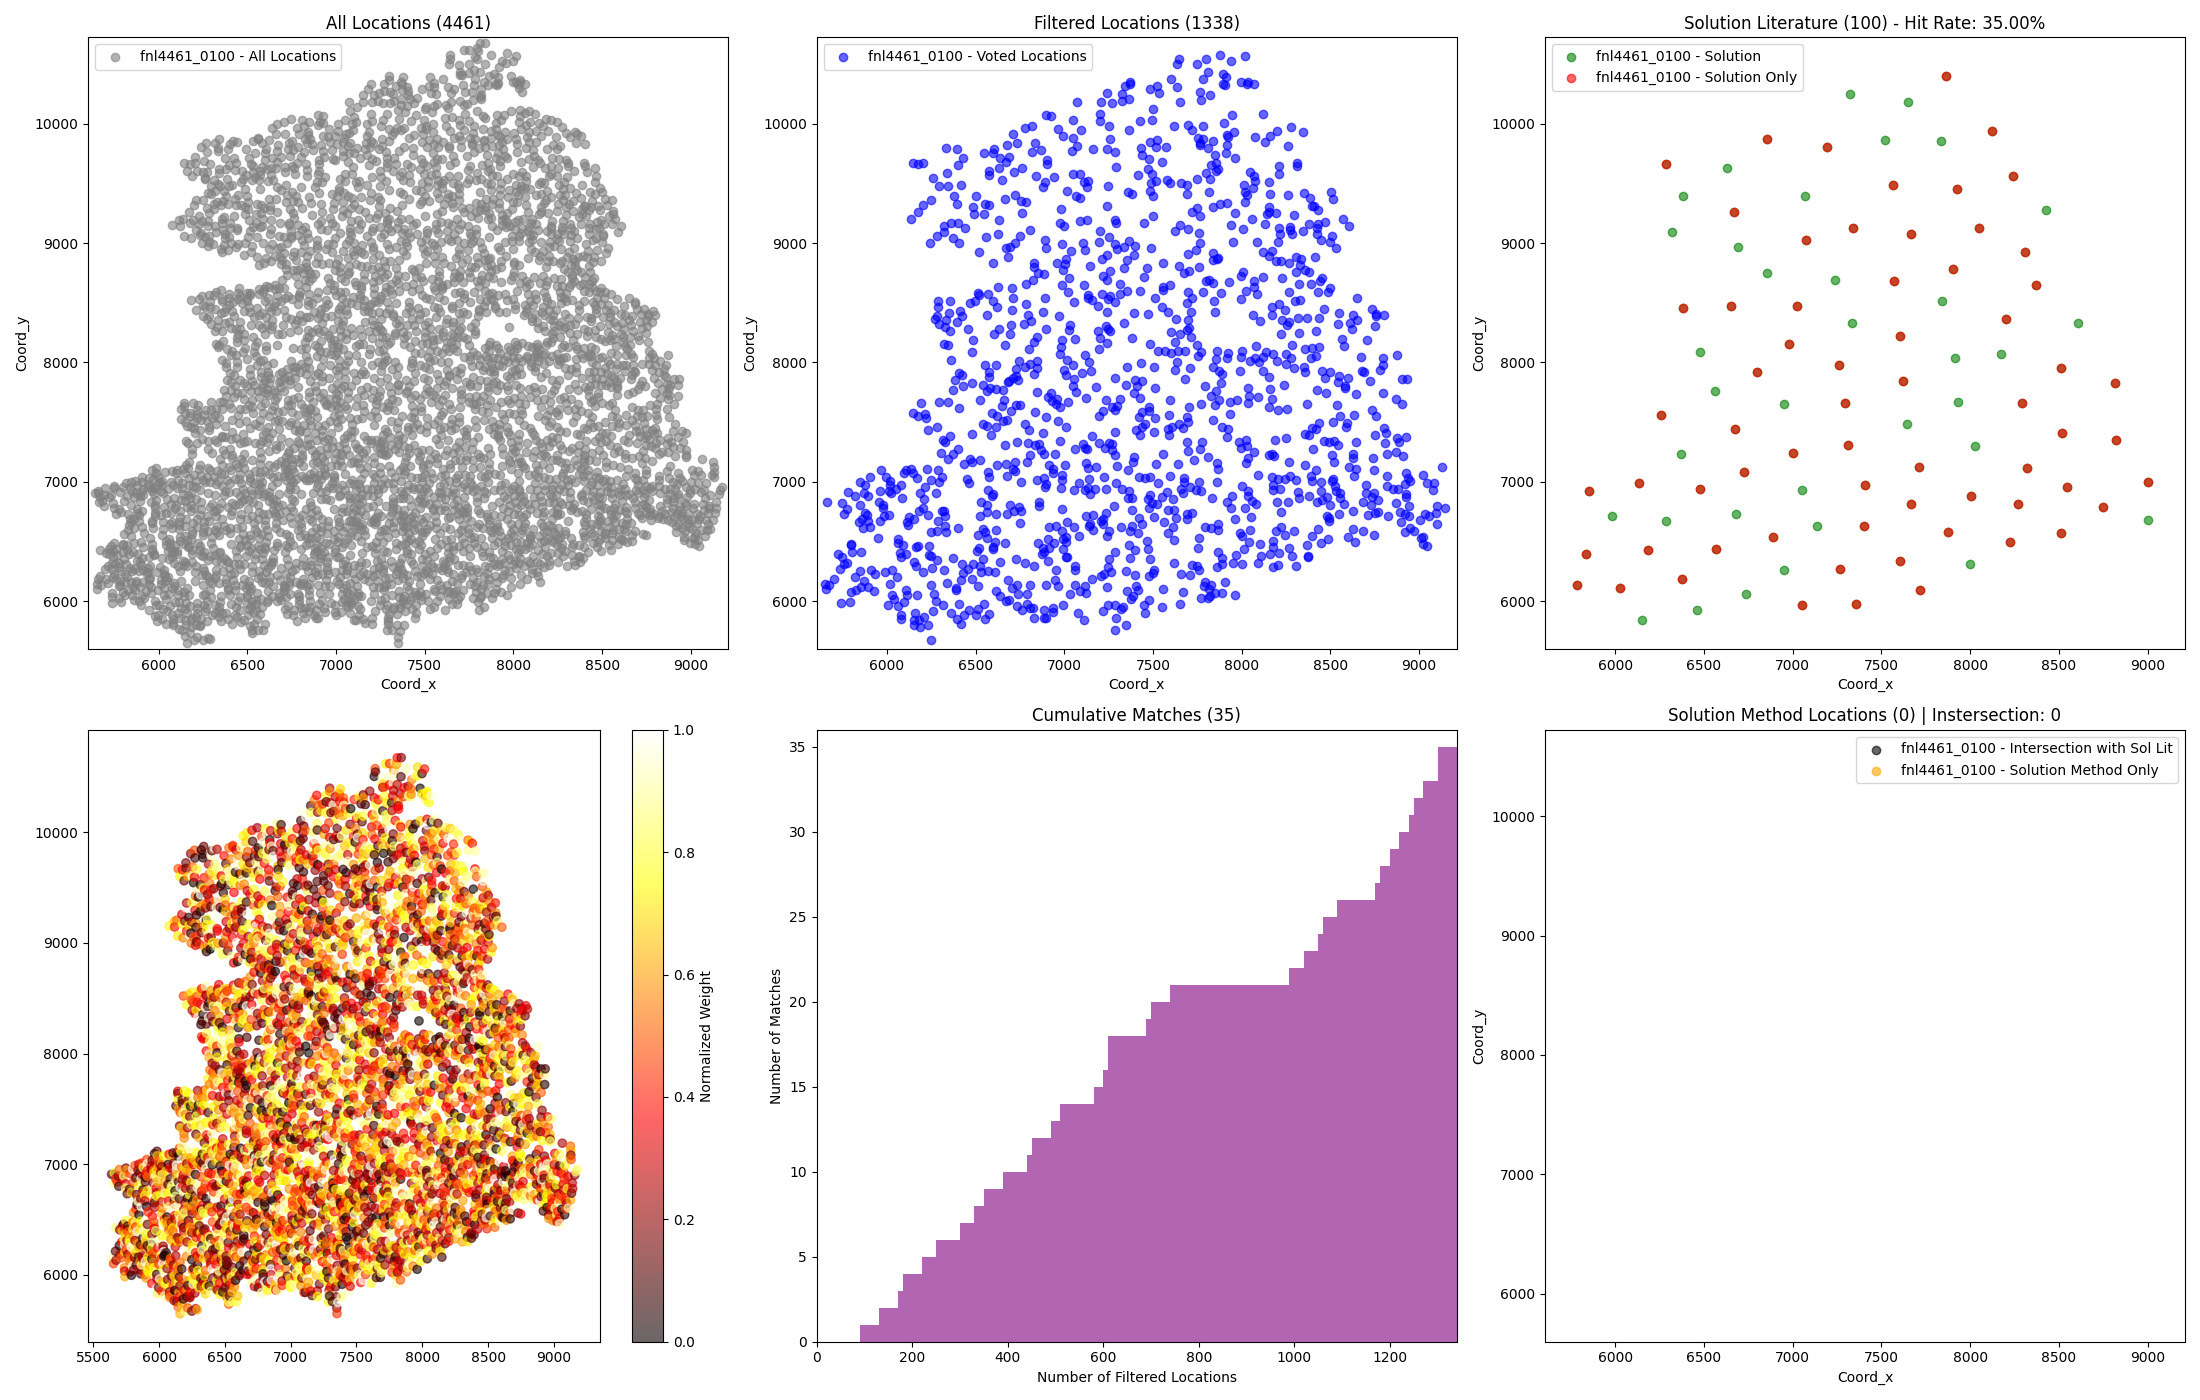 All Locations (4461)
fnl4461_0100 - All Locations
10000
9000
8000
7000
6000
Coord_y
6000 6500 7000 7500 8000 8500 9000
Coord_x
Filtered Locations (1338)
fnl4461_0100 - Voted Locations
10000
9000
8000
7000
6000
Coord_y
6000 6500 7000 7500 8000 8500 9000
Coord_x
Solution Literature (100) - Hit Rate: 35.00%
fnl4461_0100 - Solution
fnl4461_0100 - Solution Only
10000
9000
8000
7000
6000
Coord_y
6000 6500 7000 7500 8000 8500 9000
Coord_x
10000
9000
8000
7000
6000
5500 6000 6500 7000 7500 8000 8500 9000
1.0
0.8
0.6
0.4
0.2
0.0
Normalized Weight
Cumulative Matches (35)
35
30
25
20
15
10
5
0
Number of Matches
0 200 400 600 800 1000 1200
Number of Filtered Locations
Solution Method Locations (0) | Instersection: 0
fnl4461_0100 - Intersection with Sol Lit
fnl4461_0100 - Solution Method Only
10000
9000
8000
7000
6000
Coord_y
6000 6500 7000 7500 8000 8500 9000
Coord_x